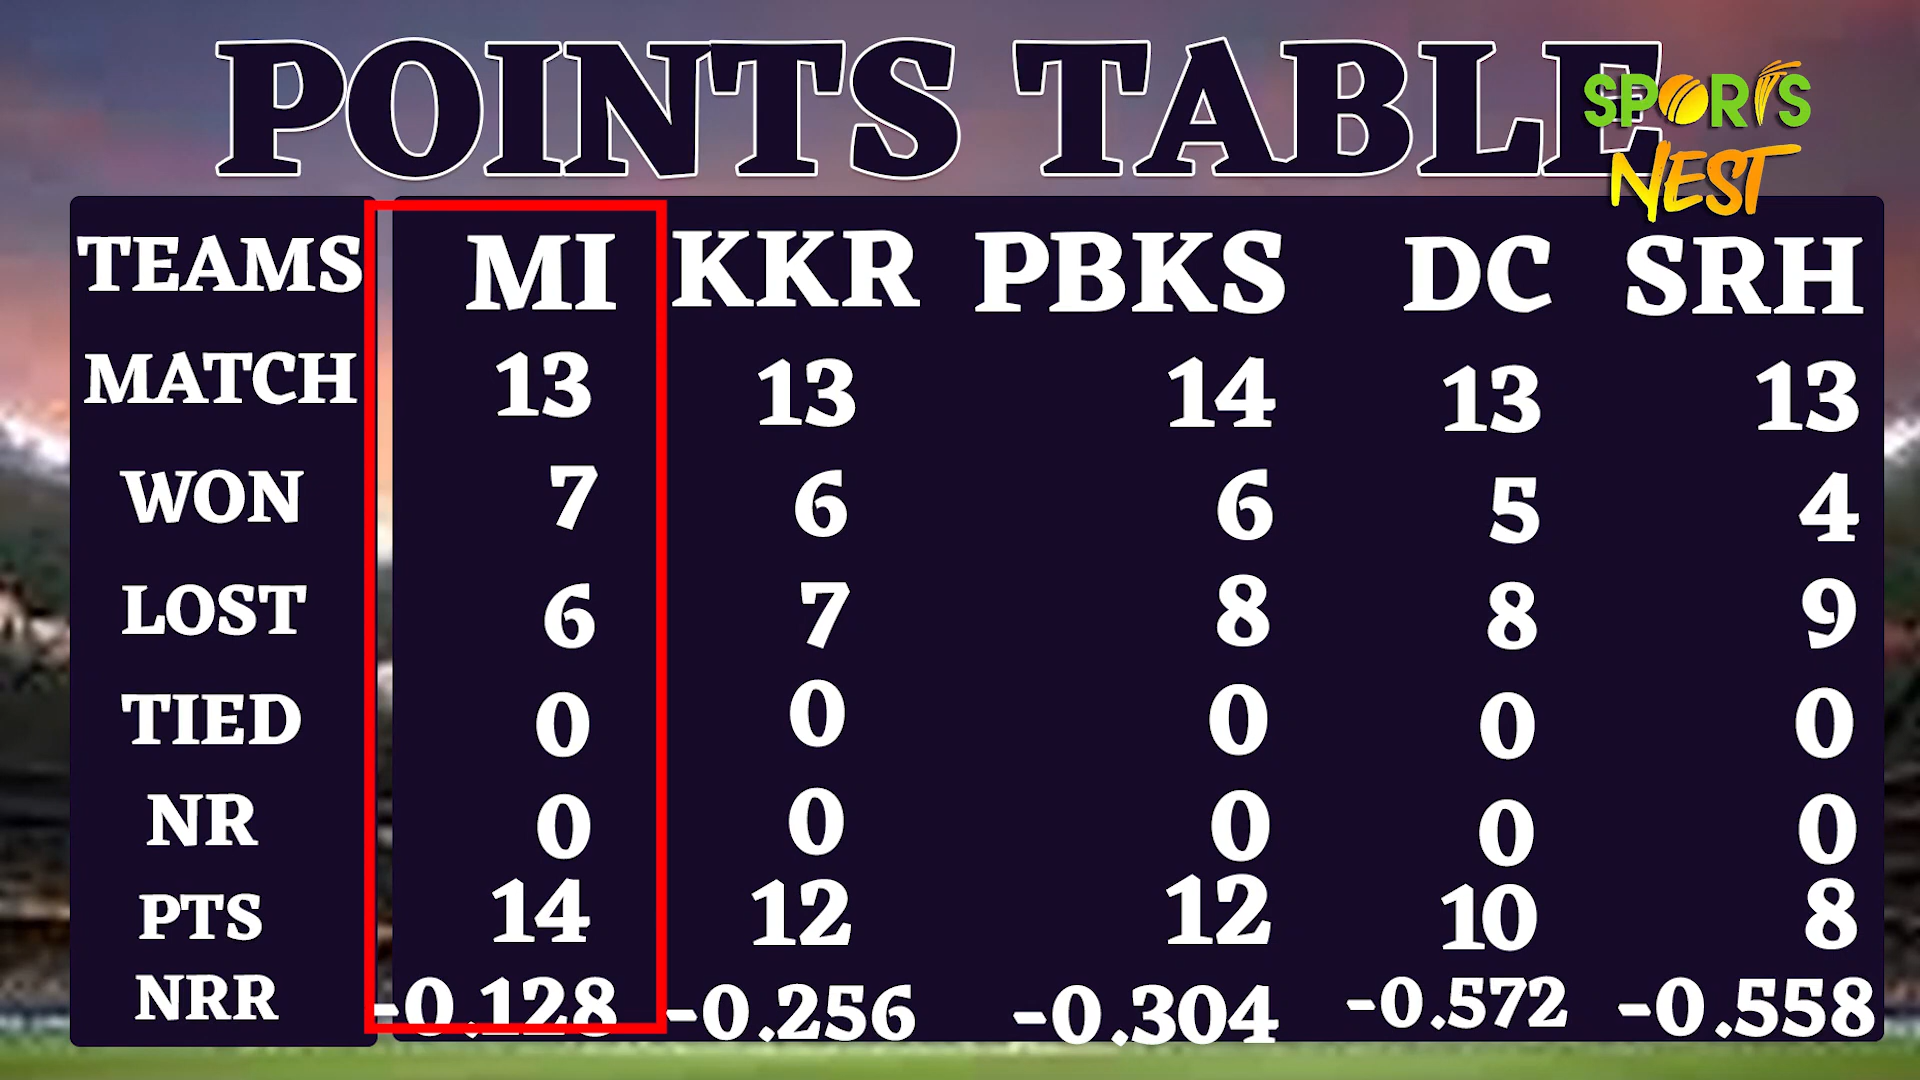 POINTS TABLE
SPORTS
NEST
TEAMS MI KKR PBKS DC SRH
MATCH 13 13 14 13 13
WON 7 6 6 5 4
LOST 6 7 8 8 9
TIED 0 0 0 0 0
NR 0 0 0 0 0
PTS 14 12 12 10 8
NRR -0.128 -0.256 -0.304 -0.572 -0.558